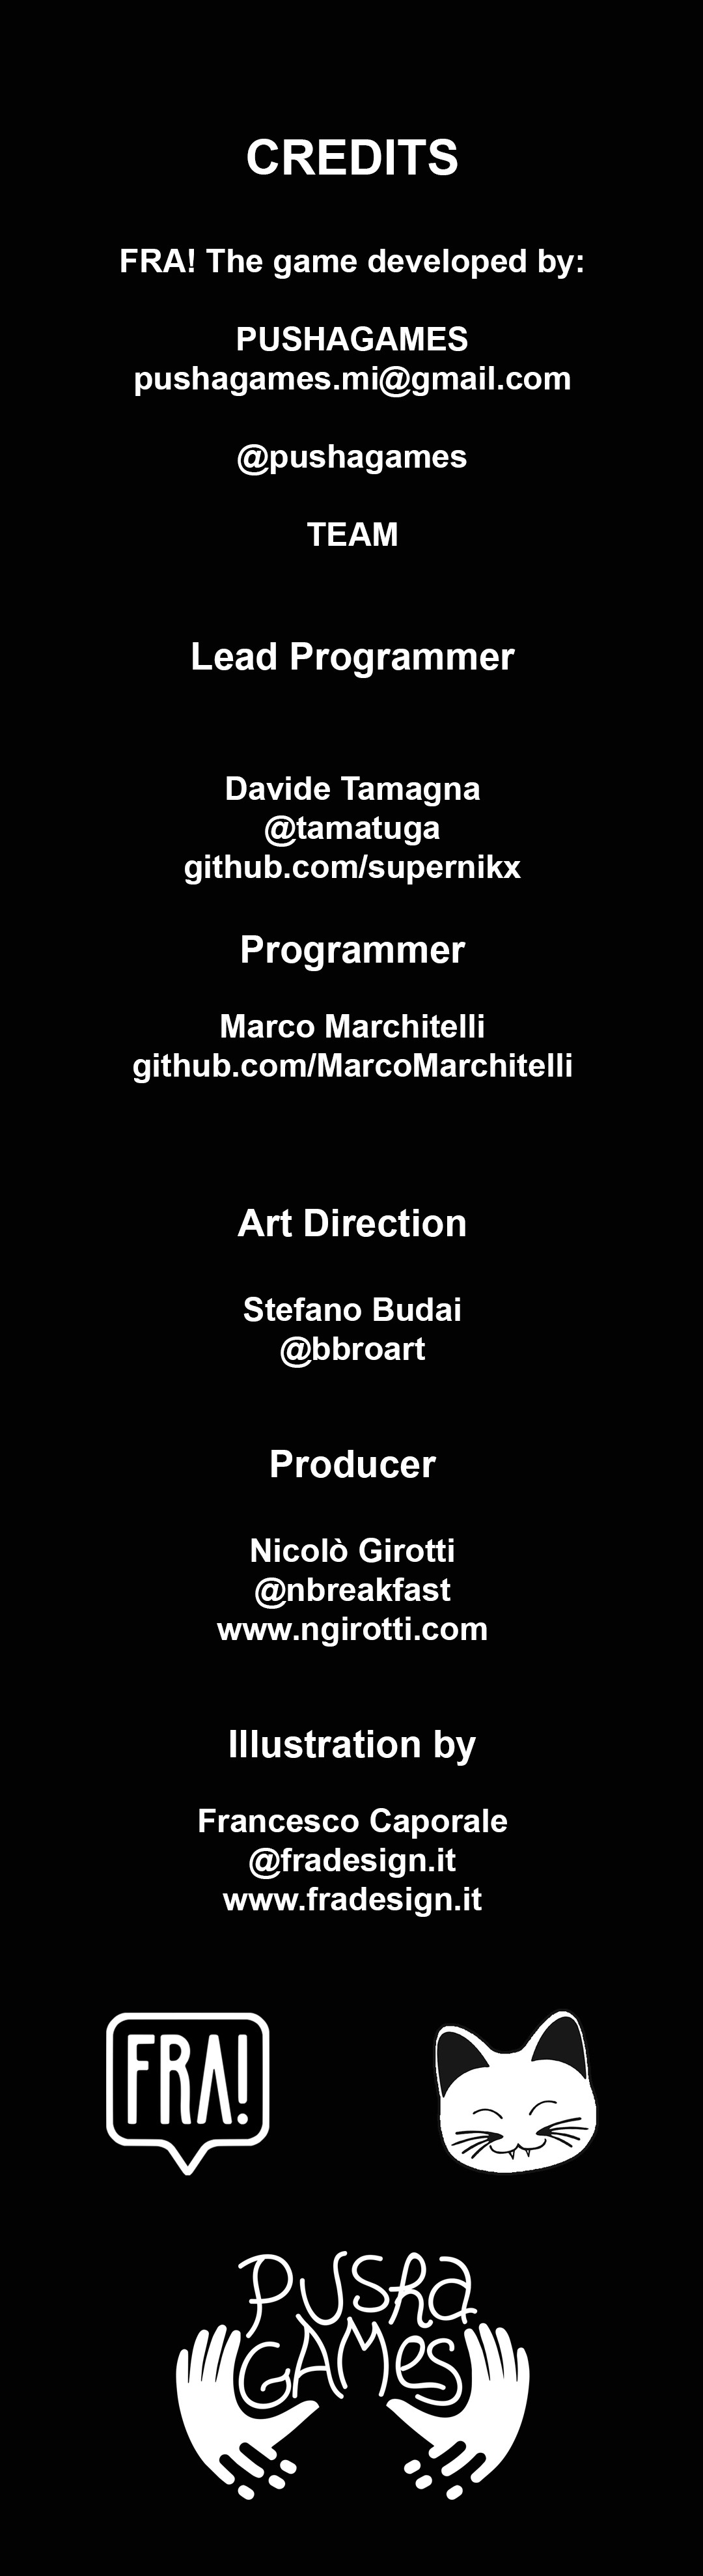 CREDITS
FRA! The game developed by:
PUSHAGAMES
pushagames.mi@gmail.com
@pushagames
TEAM
Lead Programmer
Davide Tamagna
@tamatuga
github.com/supernikx
Programmer
Marco Marchitelli
github.com/MarcoMarchitelli
Art Direction
Stefano Budai
@bbroart
Producer
Nicolò Girotti
@nbreakfast
www.ngirotti.com
Illustration by
Francesco Caporale
@fradesign.it
www.fradesign.it
FRA!
PUSHa
GAMes